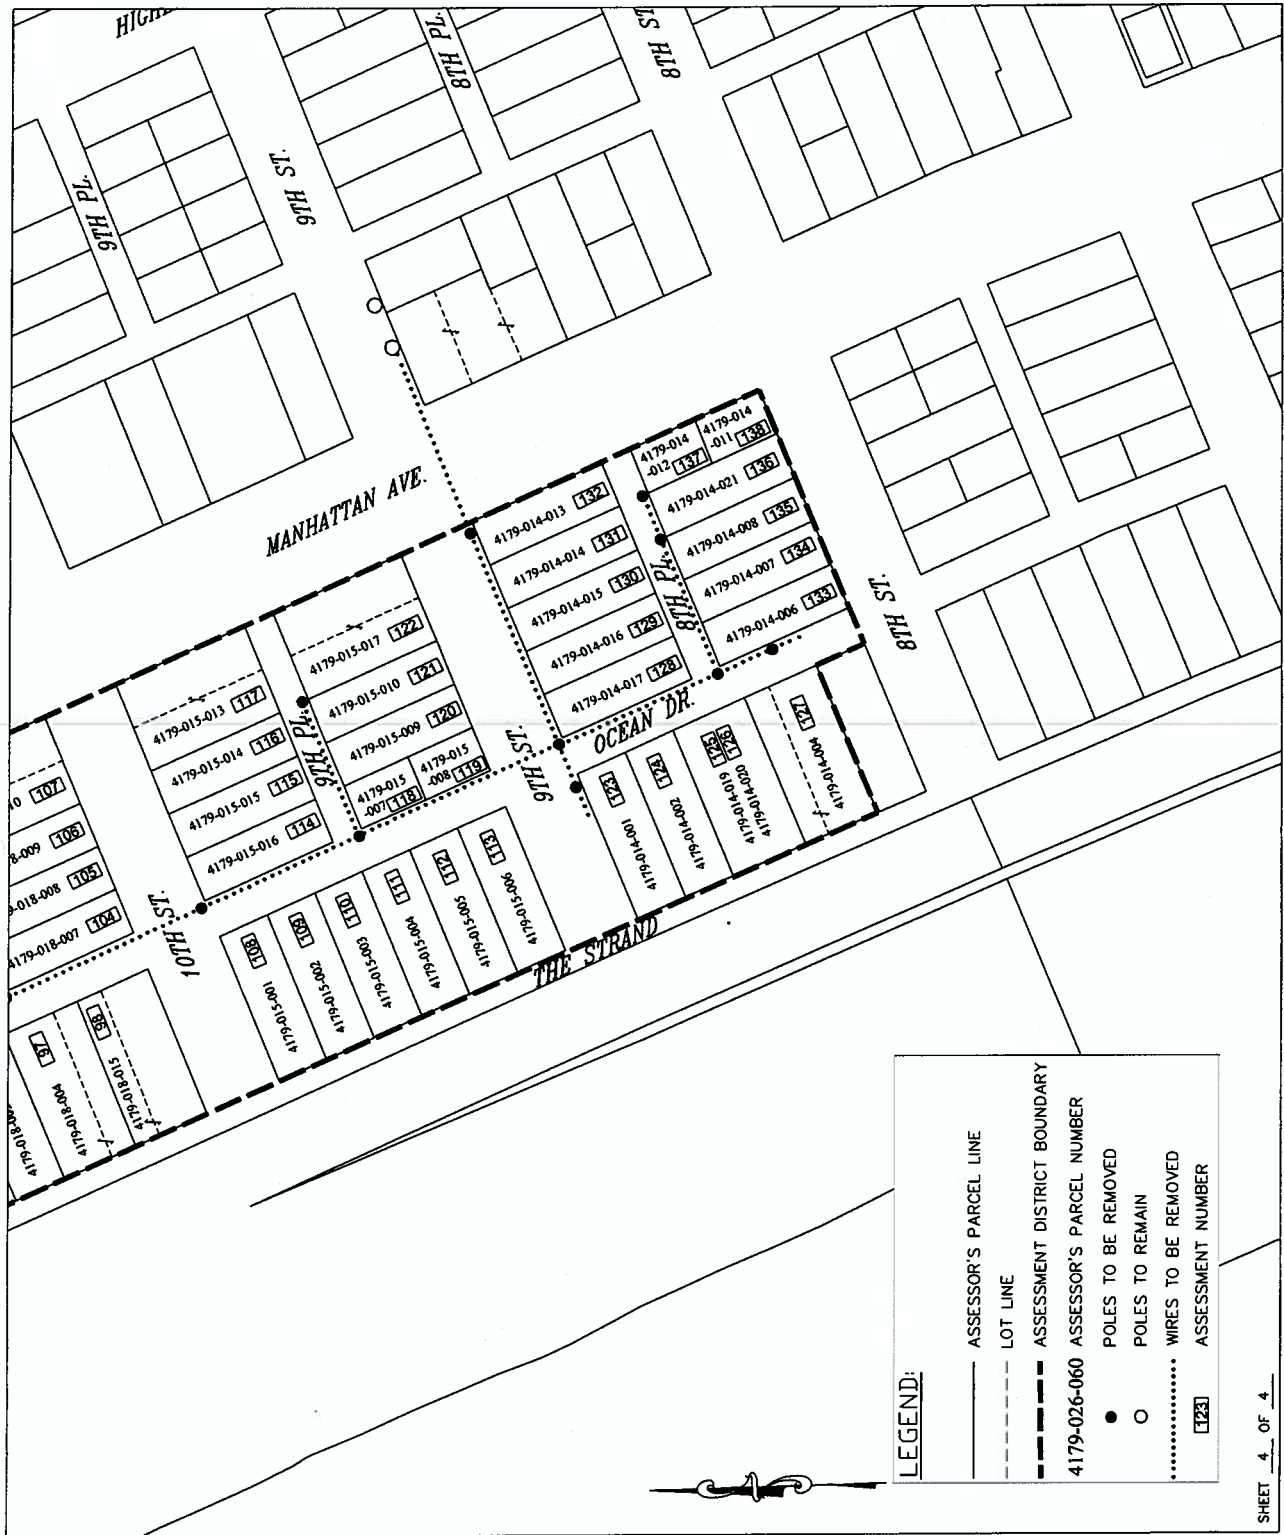 9TH PL.
9TH ST.
8TH PL.
8TH ST
MANHATTAN AVE.
107
106
4179-018-008 105
4179-018-007 104
10TH ST.
97
4179-018-004
98
4179-018-015
4179-015-013 117
4179-015-014 116
4179-015-015 115
4179-015-016 114
9TH PL.
4179-015-017 122
4179-015-010 121
4179-015-009 120
4179-015
-008 119
4179-015
-007 118
108
4179-015-001
109
4179-015-002
110
4179-015-003
111
4179-015-004
112
4179-015-005
113
4179-015-006
9TH ST.
OCEAN DR.
4179-014-013 132
4179-014-014 131
4179-014-015 130
4179-014-016 129
4179-014-017 128
8TH PL.
4179-014
-012 137
4179-014
-011 138
4179-014-021 136
4179-014-008 135
4179-014-007 134
4179-014-006 133
8TH ST.
123
4179-014-001
124
4179-014-002
125
126
4179-014-019
4179-014-020
127
4179-014-004
THE STRAND
LEGEND:
ASSESSOR'S PARCEL LINE
LOT LINE
ASSESSMENT DISTRICT BOUNDARY
4179-026-060 ASSESSOR'S PARCEL NUMBER
POLES TO BE REMOVED
POLES TO REMAIN
WIRES TO BE REMOVED
123 ASSESSMENT NUMBER
SHEET 4 OF 4